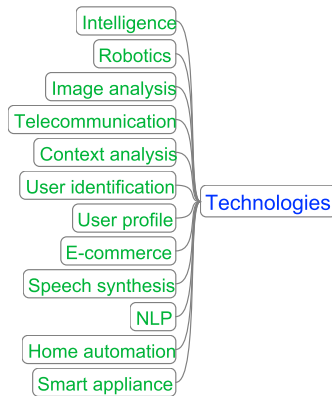 Intelligence
Robotics
Image analysis
Telecommunication
Context analysis
User identification
Technologies
User profile
E-commerce
Speech synthesis
NLP
Home automation
Smart appliance